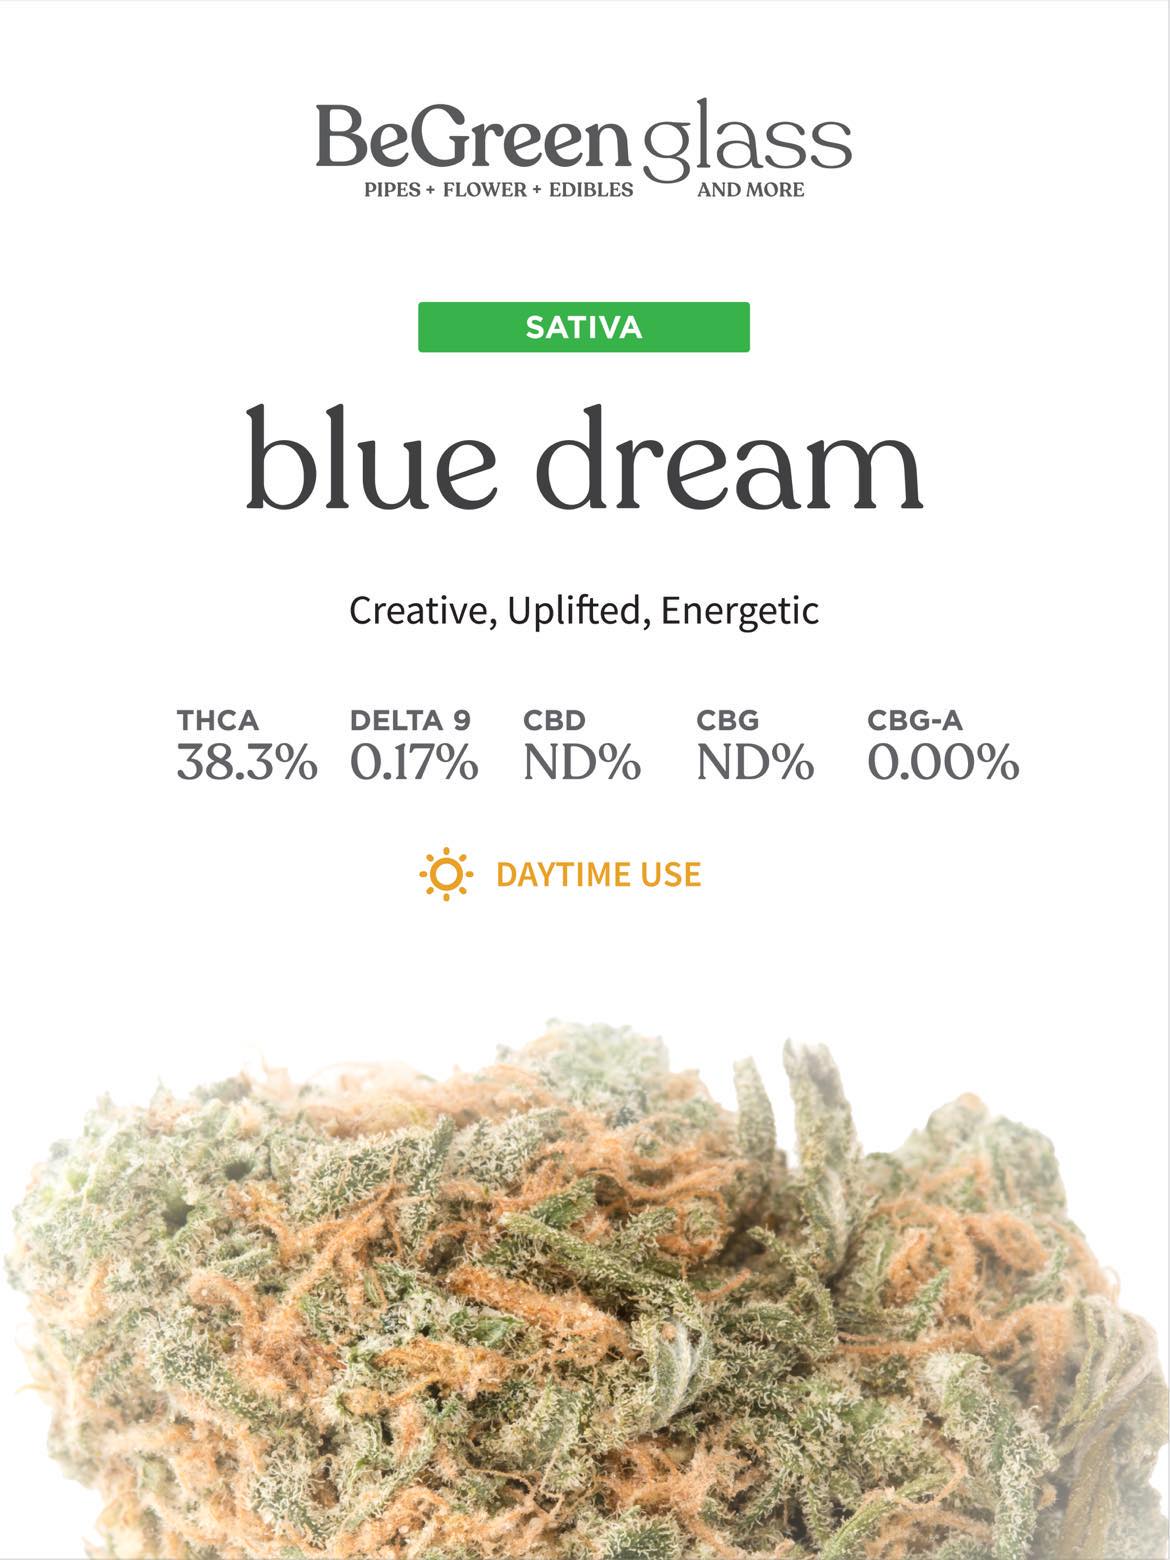 BeGreen glass
PIPES + FLOWER + EDIBLES AND MORE
SATIVA
blue dream
Creative, Uplifted, Energetic
THCA DELTA 9 CBD CBG CBG-A
38.3% 0.17% ND% ND% 0.00%
DAYTIME USE